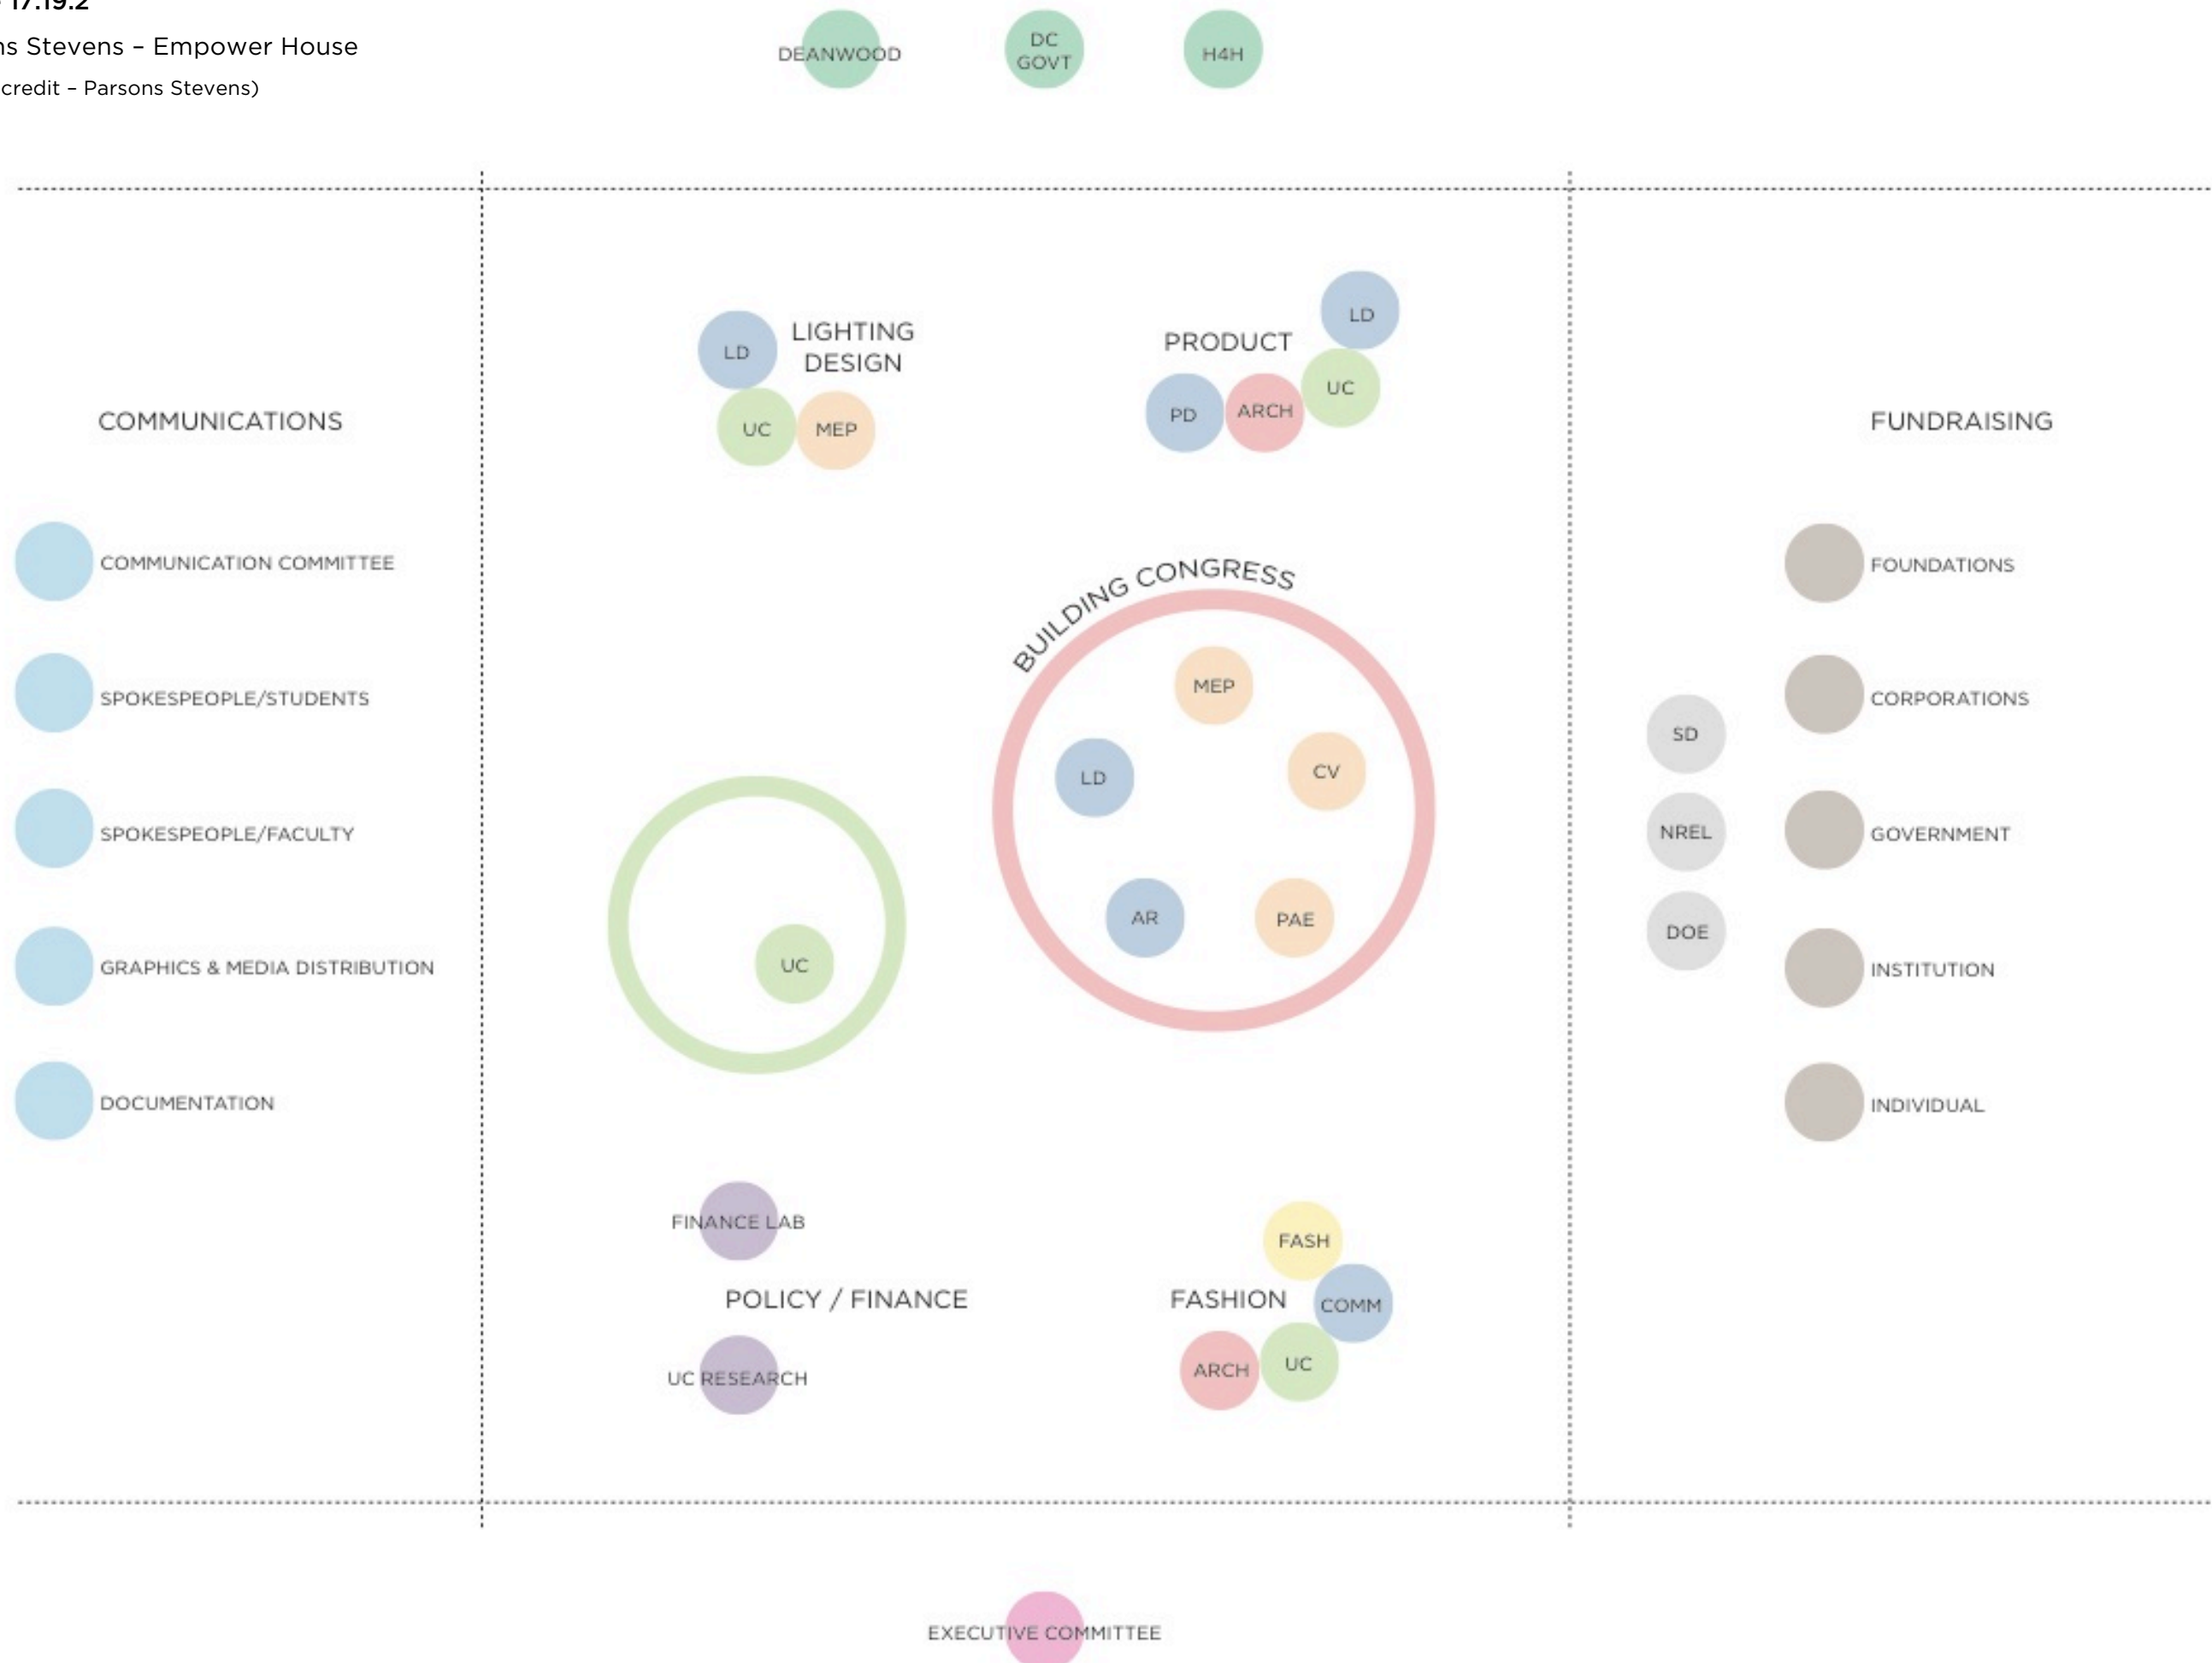 17.19.2
ns Stevens – Empower House
credit – Parsons Stevens)
DEANWOOD
DC
GOVT
H4H
COMMUNICATIONS
COMMUNICATION COMMITTEE
SPOKESPEOPLE/STUDENTS
SPOKESPEOPLE/FACULTY
GRAPHICS & MEDIA DISTRIBUTION
DOCUMENTATION
LD
LIGHTING
DESIGN
UC
MEP
LD
PRODUCT
UC
PD
ARCH
BUILDING CONGRESS
MEP
LD
CV
AR
PAE
UC
FINANCE LAB
POLICY / FINANCE
UC RESEARCH
FASH
FASHION
COMM
ARCH
UC
FUNDRAISING
FOUNDATIONS
CORPORATIONS
SD
NREL
GOVERNMENT
DOE
INSTITUTION
INDIVIDUAL
EXECUTIVE COMMITTEE